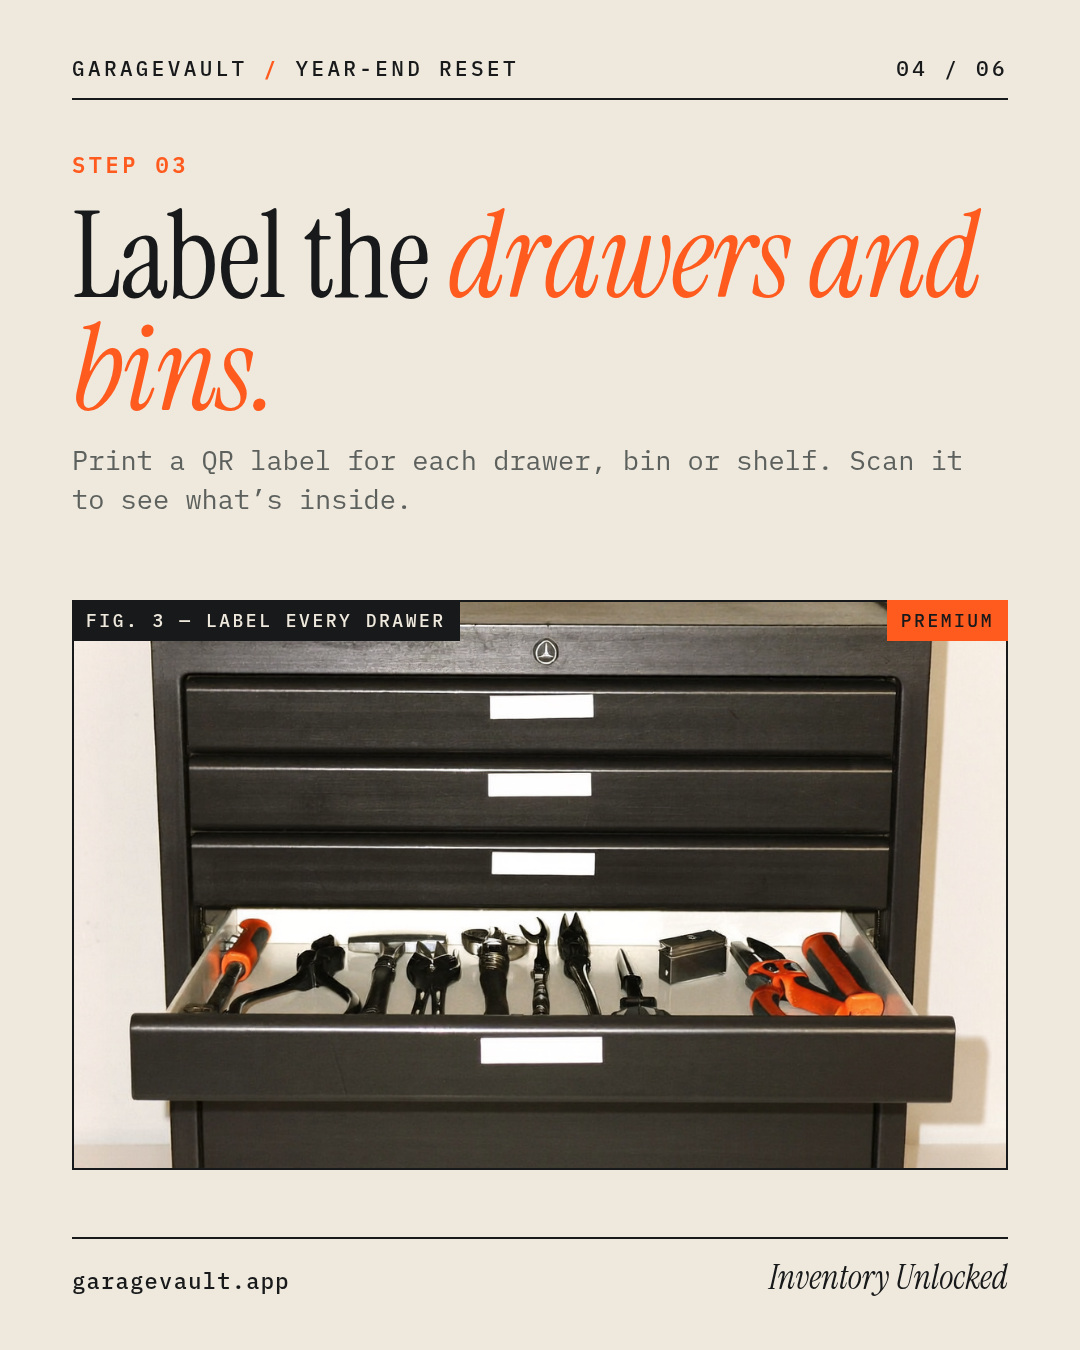 GARAGEVAULT / YEAR-END RESET
04 / 06
STEP 03
Label the drawers and
bins.
Print a QR label for each drawer, bin or shelf. Scan it
to see what’s inside.
FIG. 3 — LABEL EVERY DRAWER
PREMIUM
garagevault.app
Inventory Unlocked